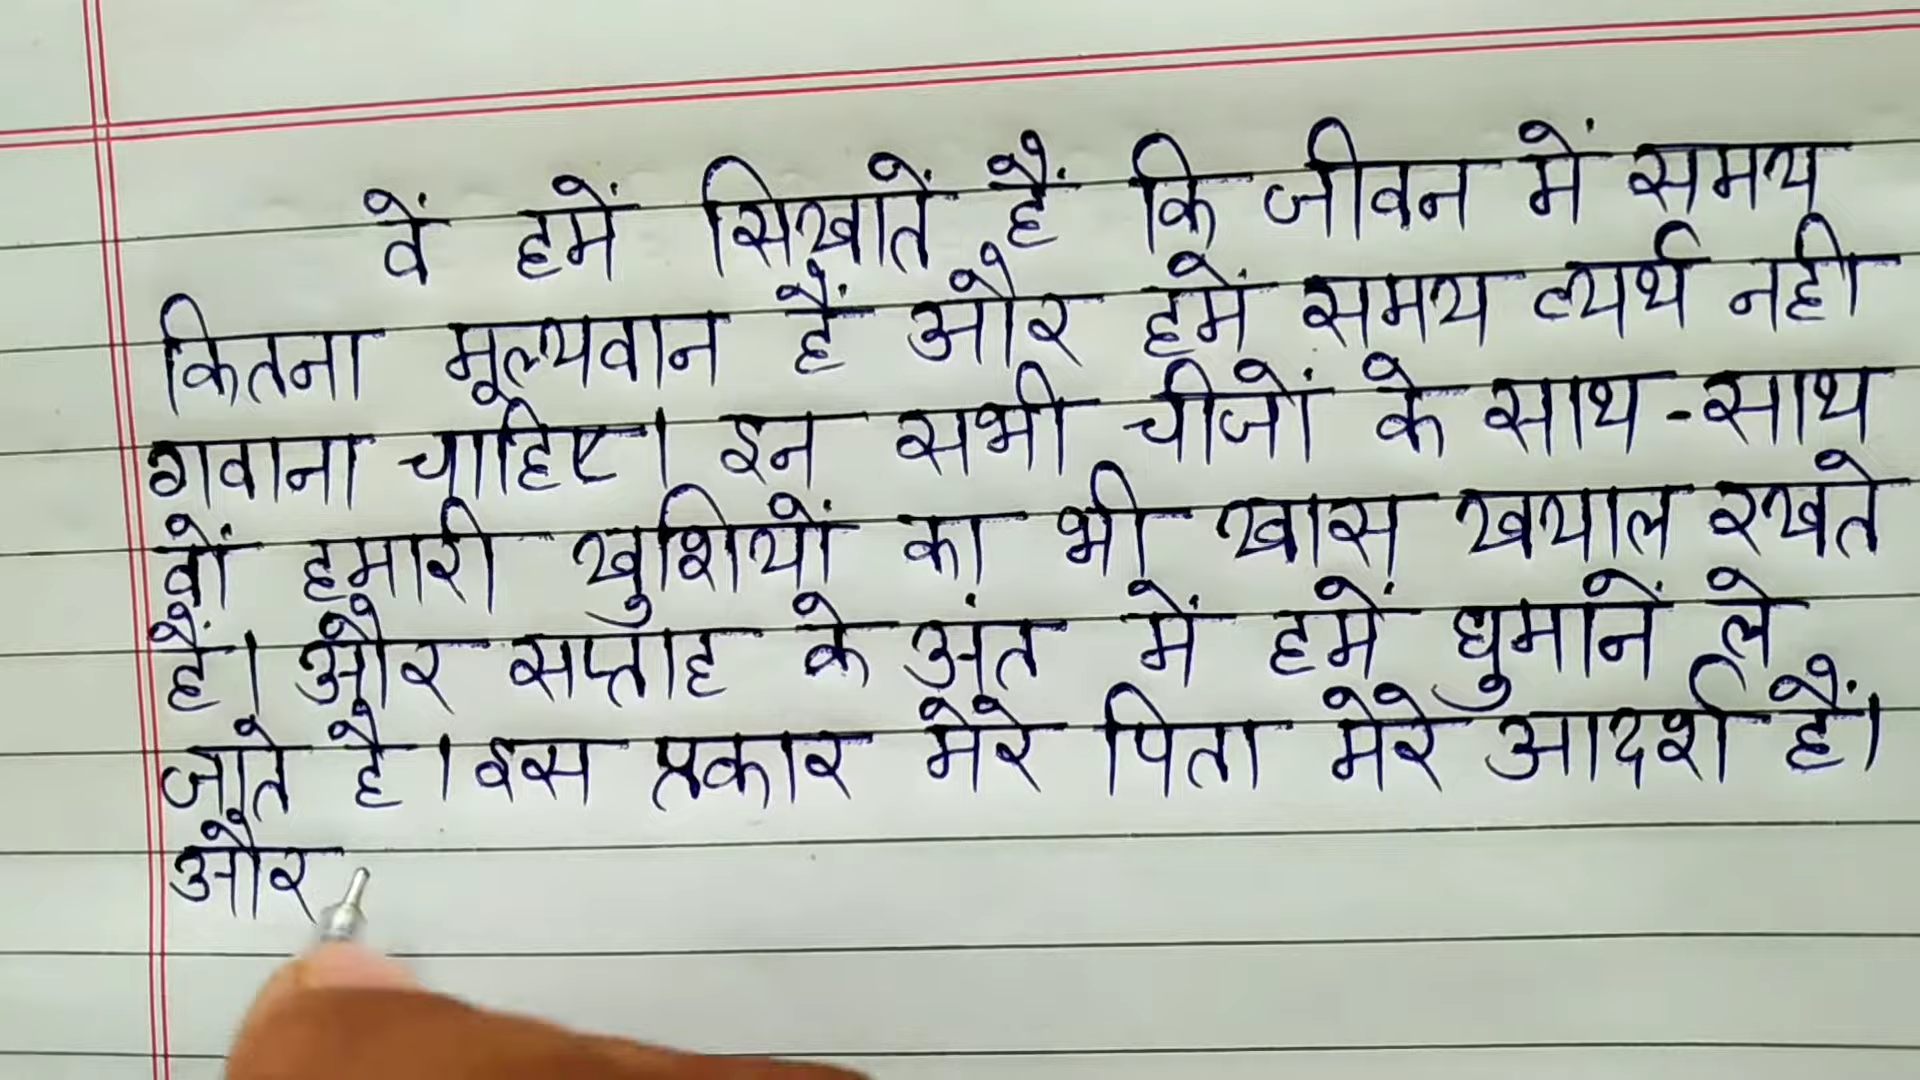 वें हमें सिखातें हैं कि जीवन में समय
कितना मूल्यवान हैं और हमें समय व्यर्थ नही
गवाना चाहिए। इन सभी चीजों के साथ-साथ
वों हमारी खुशियों का भी खास खयाल रखते
हैं। और सप्ताह के अंत में हमें घुमानें ले
जाते है। इस प्रकार मेरे पिता मेरे आदर्श हैं।
और